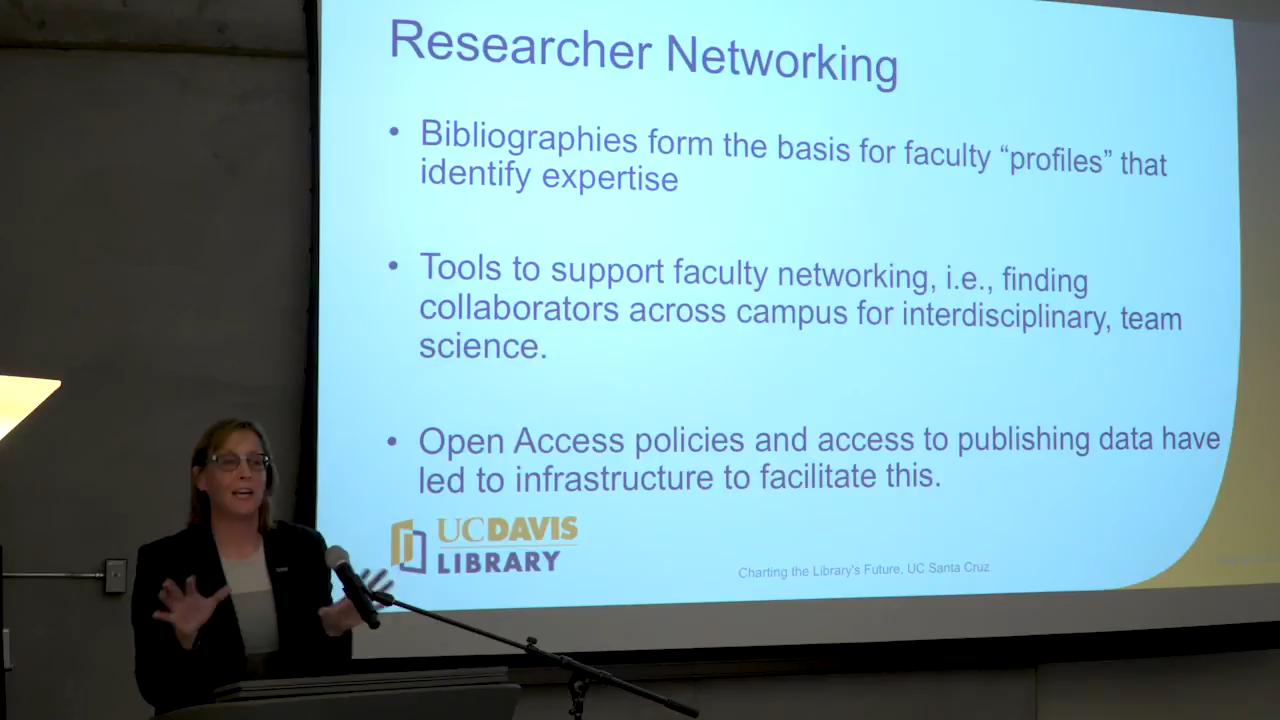 Researcher Networking
• Bibliographies form the basis for faculty “profiles” that
identify expertise
• Tools to support faculty networking, i.e., finding
collaborators across campus for interdisciplinary, team
science.
• Open Access policies and access to publishing data have
led to infrastructure to facilitate this.
UCDAVIS
LIBRARY
Charting the Library's Future, UC Santa Cruz